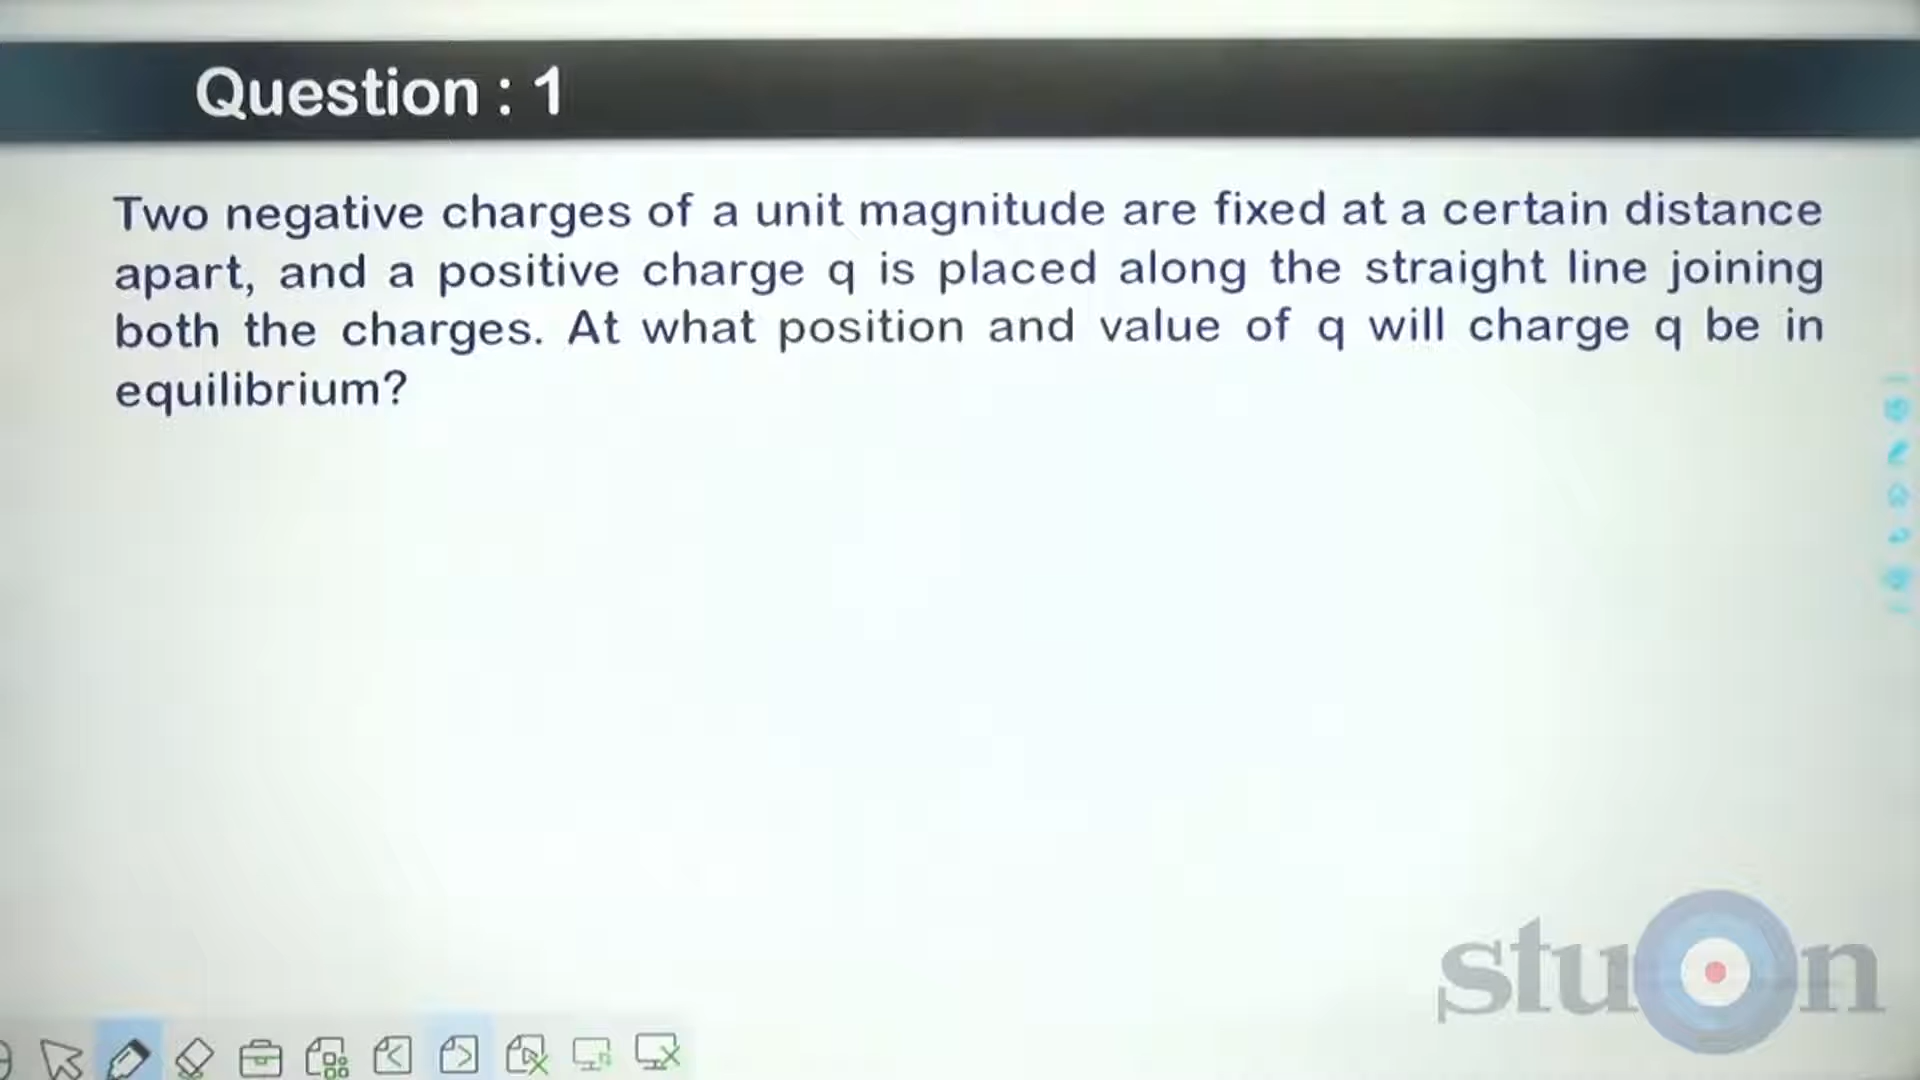 Question : 1
Two negative charges of a unit magnitude are fixed at a certain distance
apart, and a positive charge q is placed along the straight line joining
both the charges. At what position and value of q will charge q be in
equilibrium?
stuon